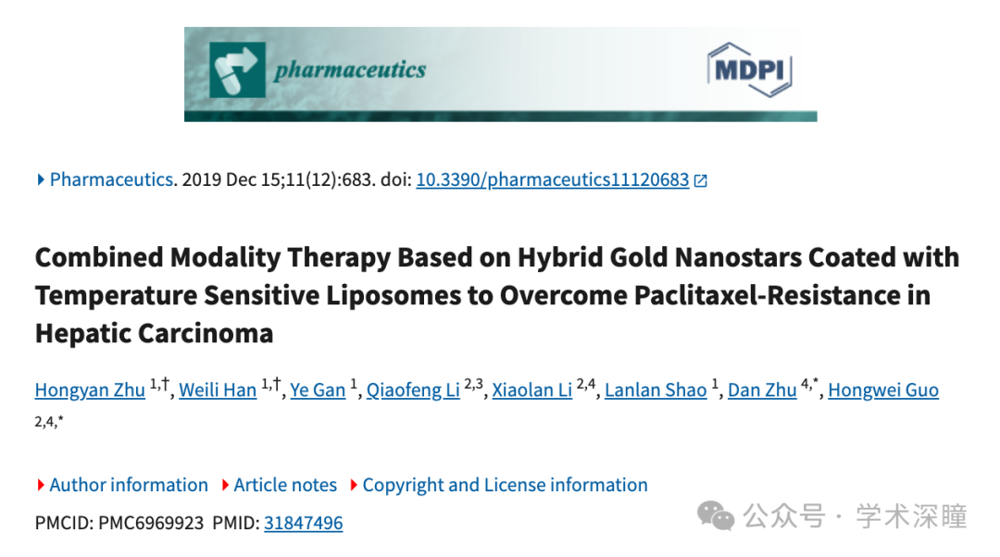 pharmaceutics
MDPI
Pharmaceutics. 2019 Dec 15;11(12):683. doi: 10.3390/pharmaceutics11120683
Combined Modality Therapy Based on Hybrid Gold Nanostars Coated with
Temperature Sensitive Liposomes to Overcome Paclitaxel-Resistance in
Hepatic Carcinoma
Hongyan Zhu 1,†, Weili Han 1,†, Ye Gan 1, Qiaofeng Li 2,3, Xiaolan Li 2,4, Lanlan Shao 1, Dan Zhu 4,*, Hongwei Guo
2,4,*
Author information Article notes Copyright and License information
PMCID: PMC6969923 PMID: 31847496
公众号 · 学术深瞳